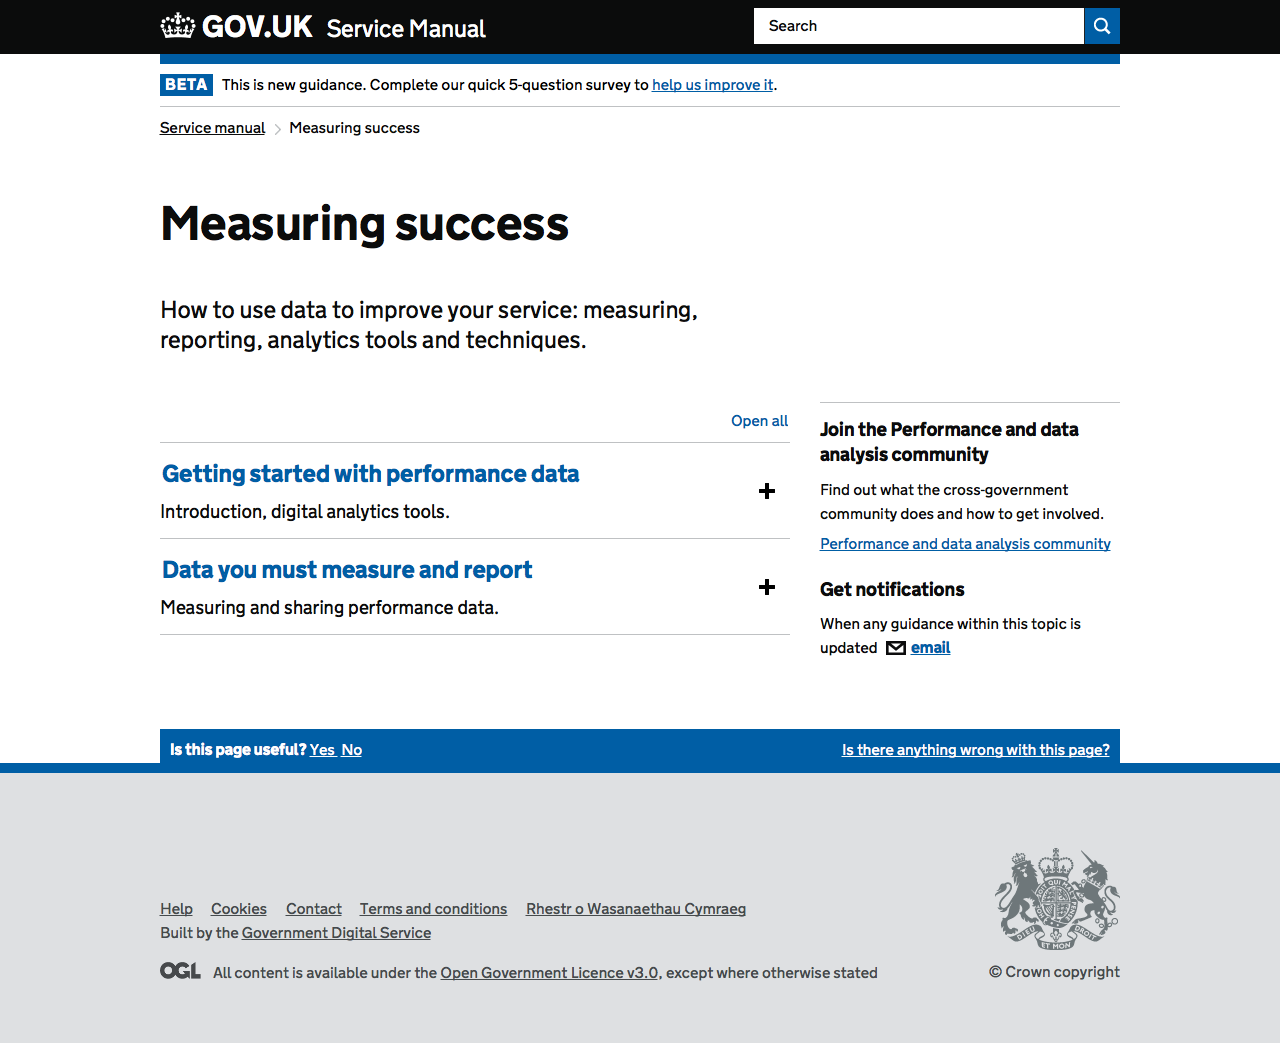 GOV.UK Service Manual
Search
BETA This is new guidance. Complete our quick 5-question survey to help us improve it.
Service manual Measuring success
Measuring success
How to use data to improve your service: measuring,
reporting, analytics tools and techniques.
Open all
Getting started with performance data
Introduction, digital analytics tools.
Data you must measure and report
Measuring and sharing performance data.
Join the Performance and data
analysis community
Find out what the cross-government
community does and how to get involved.
Performance and data analysis community
Get notifications
When any guidance within this topic is
updated email
Is this page useful? Yes No
Is there anything wrong with this page?
Help Cookies Contact Terms and conditions Rhestr o Wasanaethau Cymraeg
Built by the Government Digital Service
OGL All content is available under the Open Government Licence v3.0, except where otherwise stated
DIEU ET MON DROIT
© Crown copyright